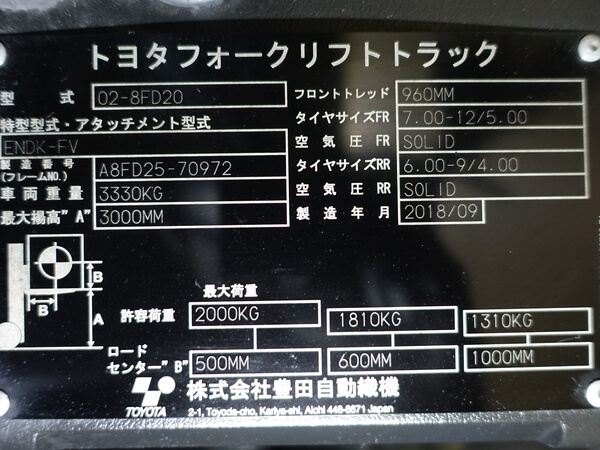 トヨタフォークリフトトラック
型式 02-8FD20
特型型式・アタッチメント型式
ENDK-FV
製造番号
(フレームNO.) A8FD25-70972
車両重量 3330KG
最大揚高"A" 3000MM
フロントトレッド 960MM
タイヤサイズFR 7.00-12/5.00
空気圧FR SOLID
タイヤサイズRR 6.00-9/4.00
空気圧RR SOLID
製造年月 2018/09
B
B
A
最大荷重
許容荷重 2000KG 1810KG 1310KG
ロード
センター"B" 500MM 600MM 1000MM
TOYOTA
株式会社豊田自動織機
2-1, Toyoda-cho, Kariya-shi, Aichi 448-8671 Japan